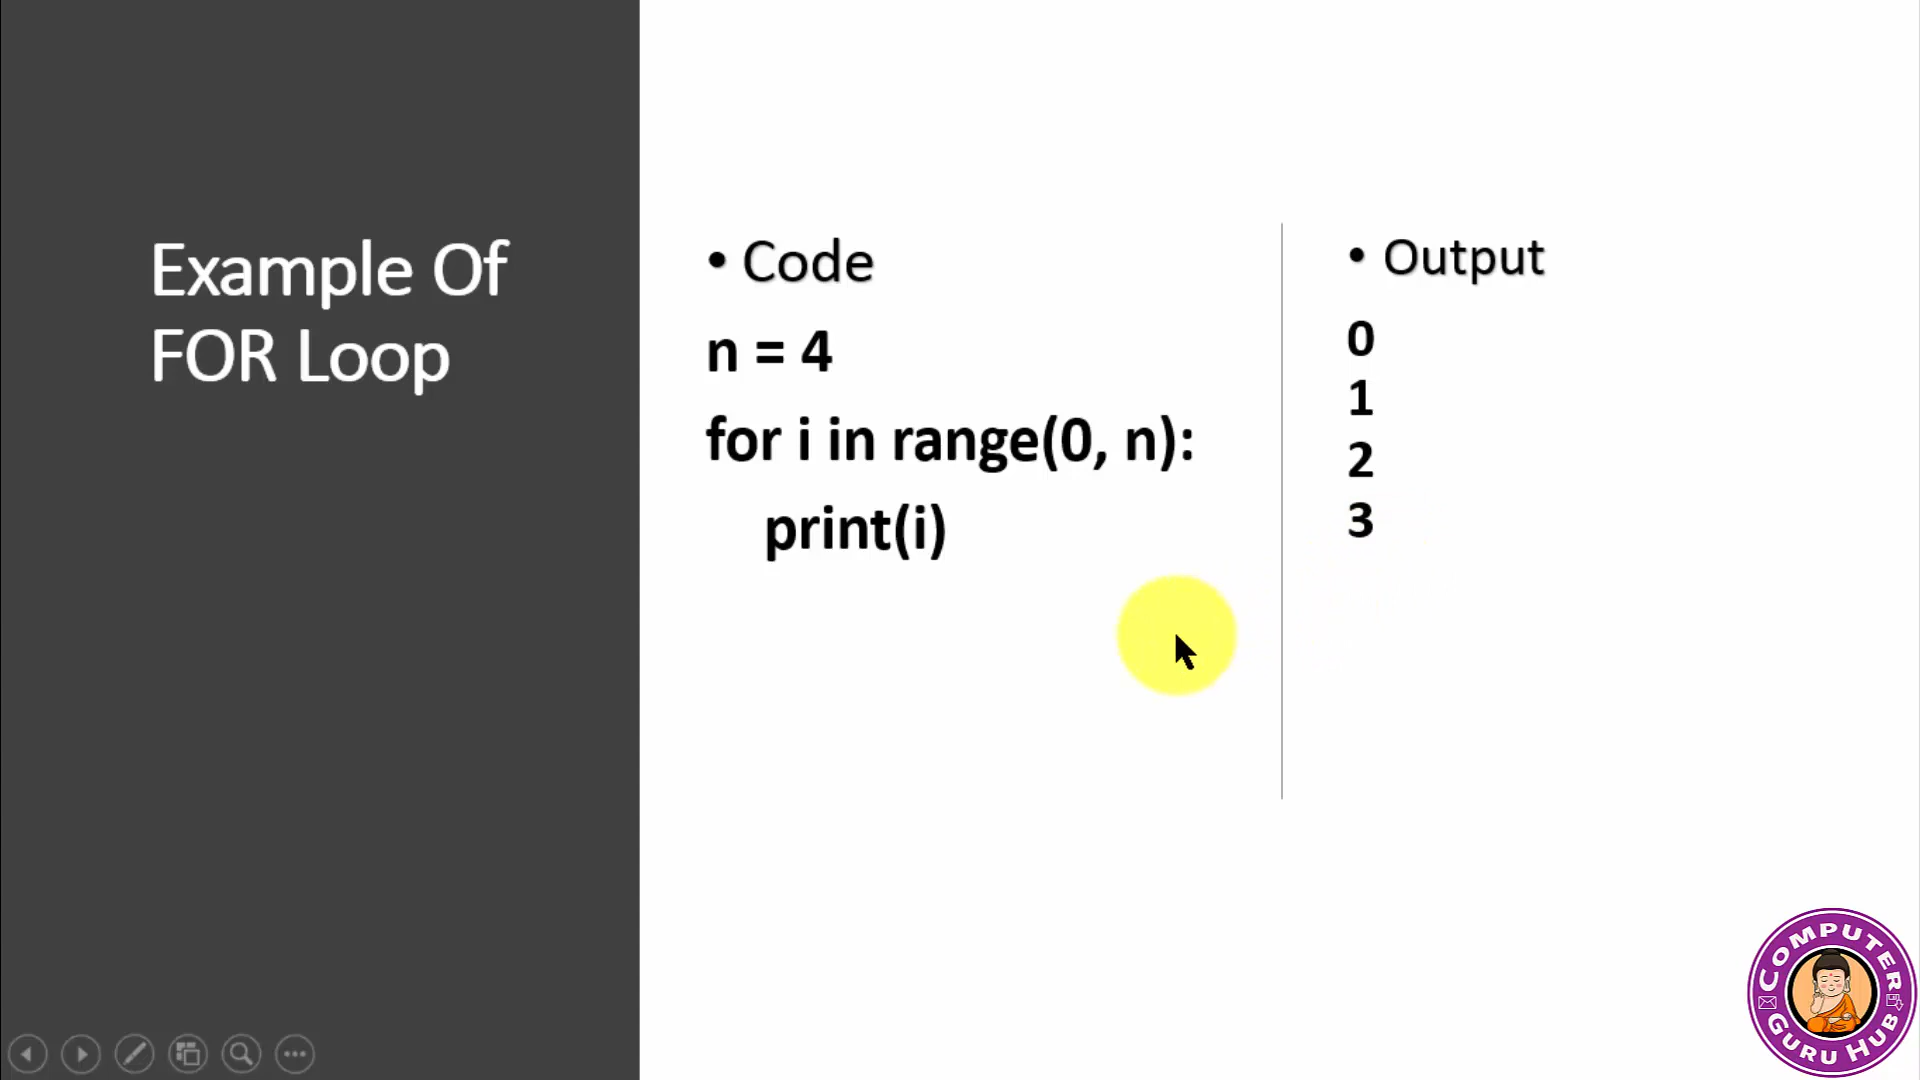 Example Of
FOR Loop
• Code
n = 4
for i in range(0, n):
print(i)
• Output
0
1
2
3
COMPUTER
GURU HUB